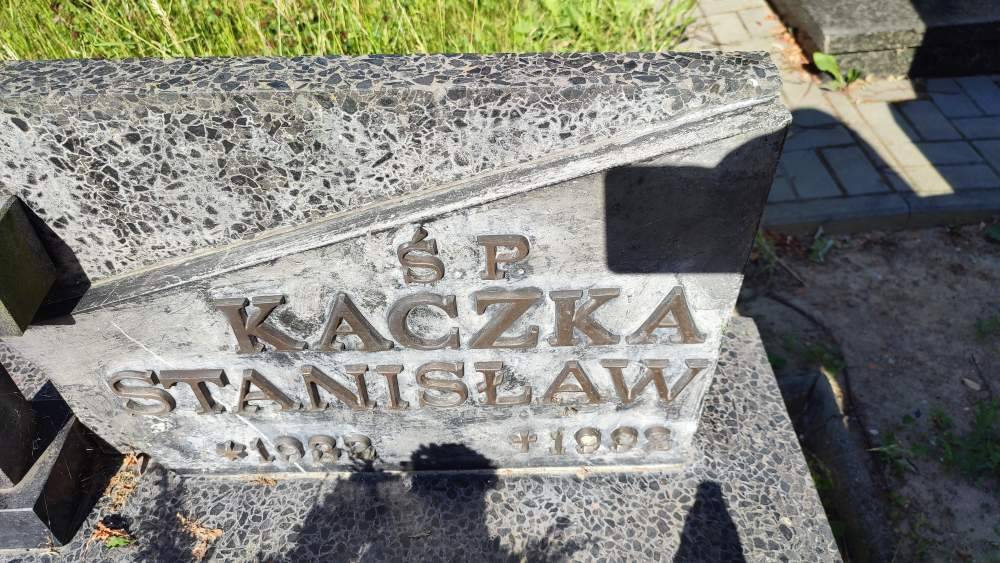 Ś. P.
KACZKA
STANISŁAW